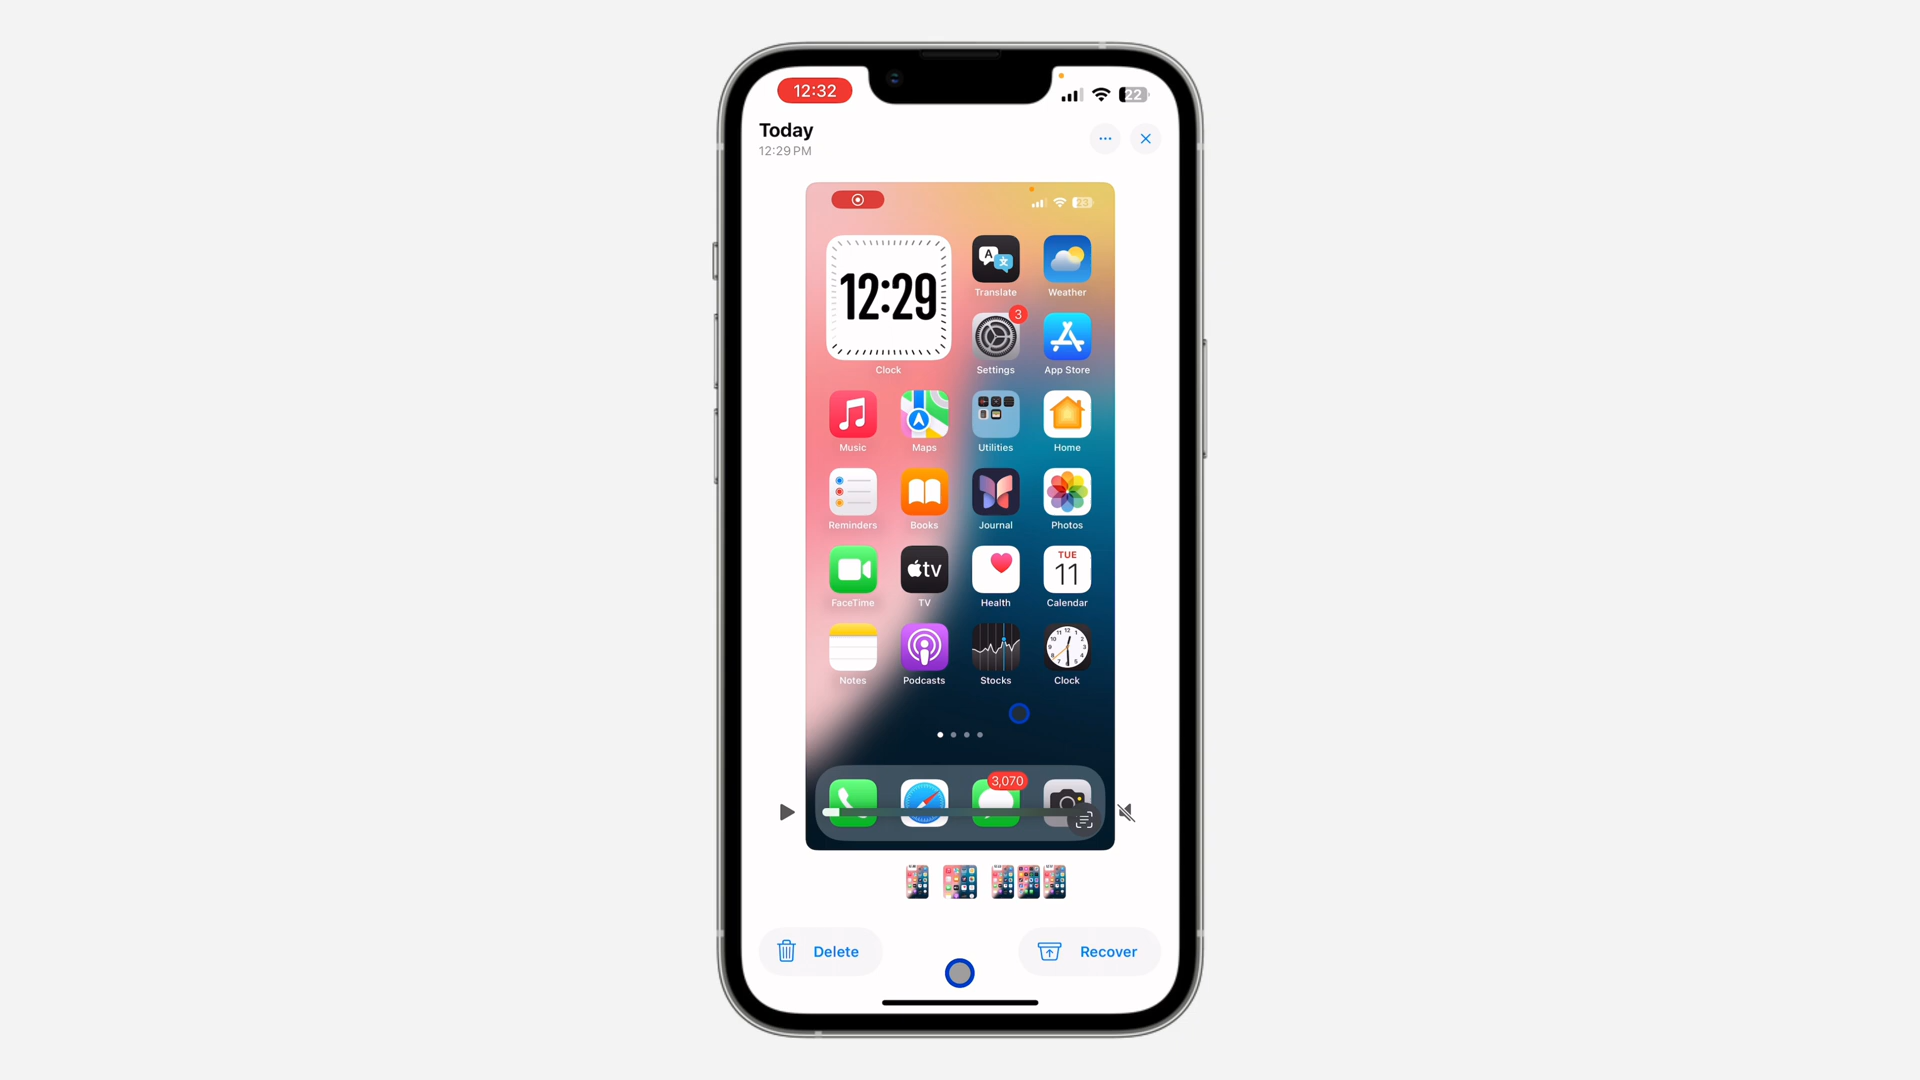 12:32
22
Today
12:29 PM
23
12:29
Clock
Translate
Weather
3
Settings
App Store
Music
Maps
Utilities
Home
Reminders
Books
Journal
Photos
TUE
11
tv
FaceTime
TV
Health
Calendar
Notes
Podcasts
Stocks
Clock
3,070
Delete
Recover